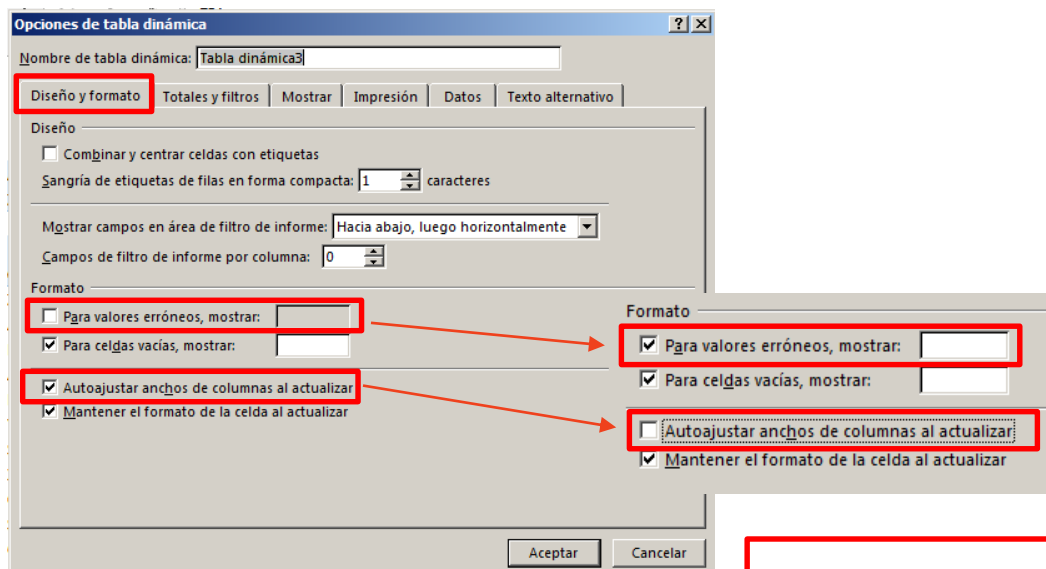 Opciones de tabla dinámica
Nombre de tabla dinámica: Tabla dinámica3
Diseño y formato Totales y filtros Mostrar Impresión Datos Texto alternativo
Diseño
Combinar y centrar celdas con etiquetas
Sangría de etiquetas de filas en forma compacta: 1 caracteres
Mostrar campos en área de filtro de informe: Hacia abajo, luego horizontalmente
Campos de filtro de informe por columna: 0
Formato
Para valores erróneos, mostrar:
Para celdas vacías, mostrar:
Autoajustar anchos de columnas al actualizar
Mantener el formato de la celda al actualizar
Formato
Para valores erróneos, mostrar:
Para celdas vacías, mostrar:
Autoajustar anchos de columnas al actualizar
Mantener el formato de la celda al actualizar
Aceptar Cancelar